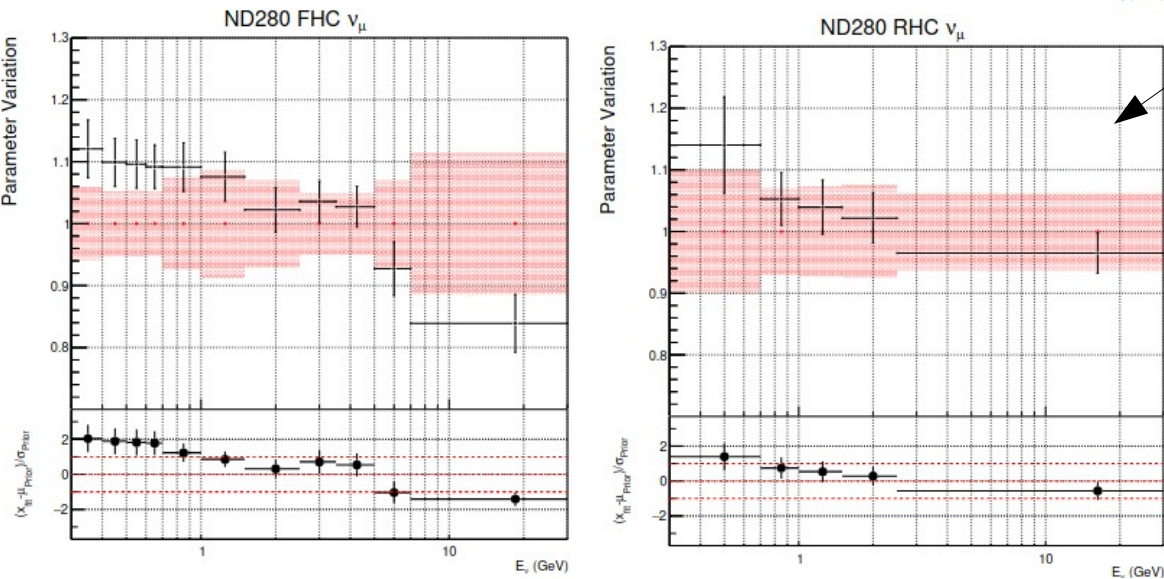 ND280 FHC νμ
Parameter Variation
1.3
1.2
1.1
1
0.9
0.8
(xfit-μPrior)/σPrior
2
0
−2
1
10
Eν (GeV)
ND280 RHC νμ
Parameter Variation
1.3
1.2
1.1
1
0.9
0.8
(xfit-μPrior)/σPrior
2
0
−2
1
10
Eν (GeV)